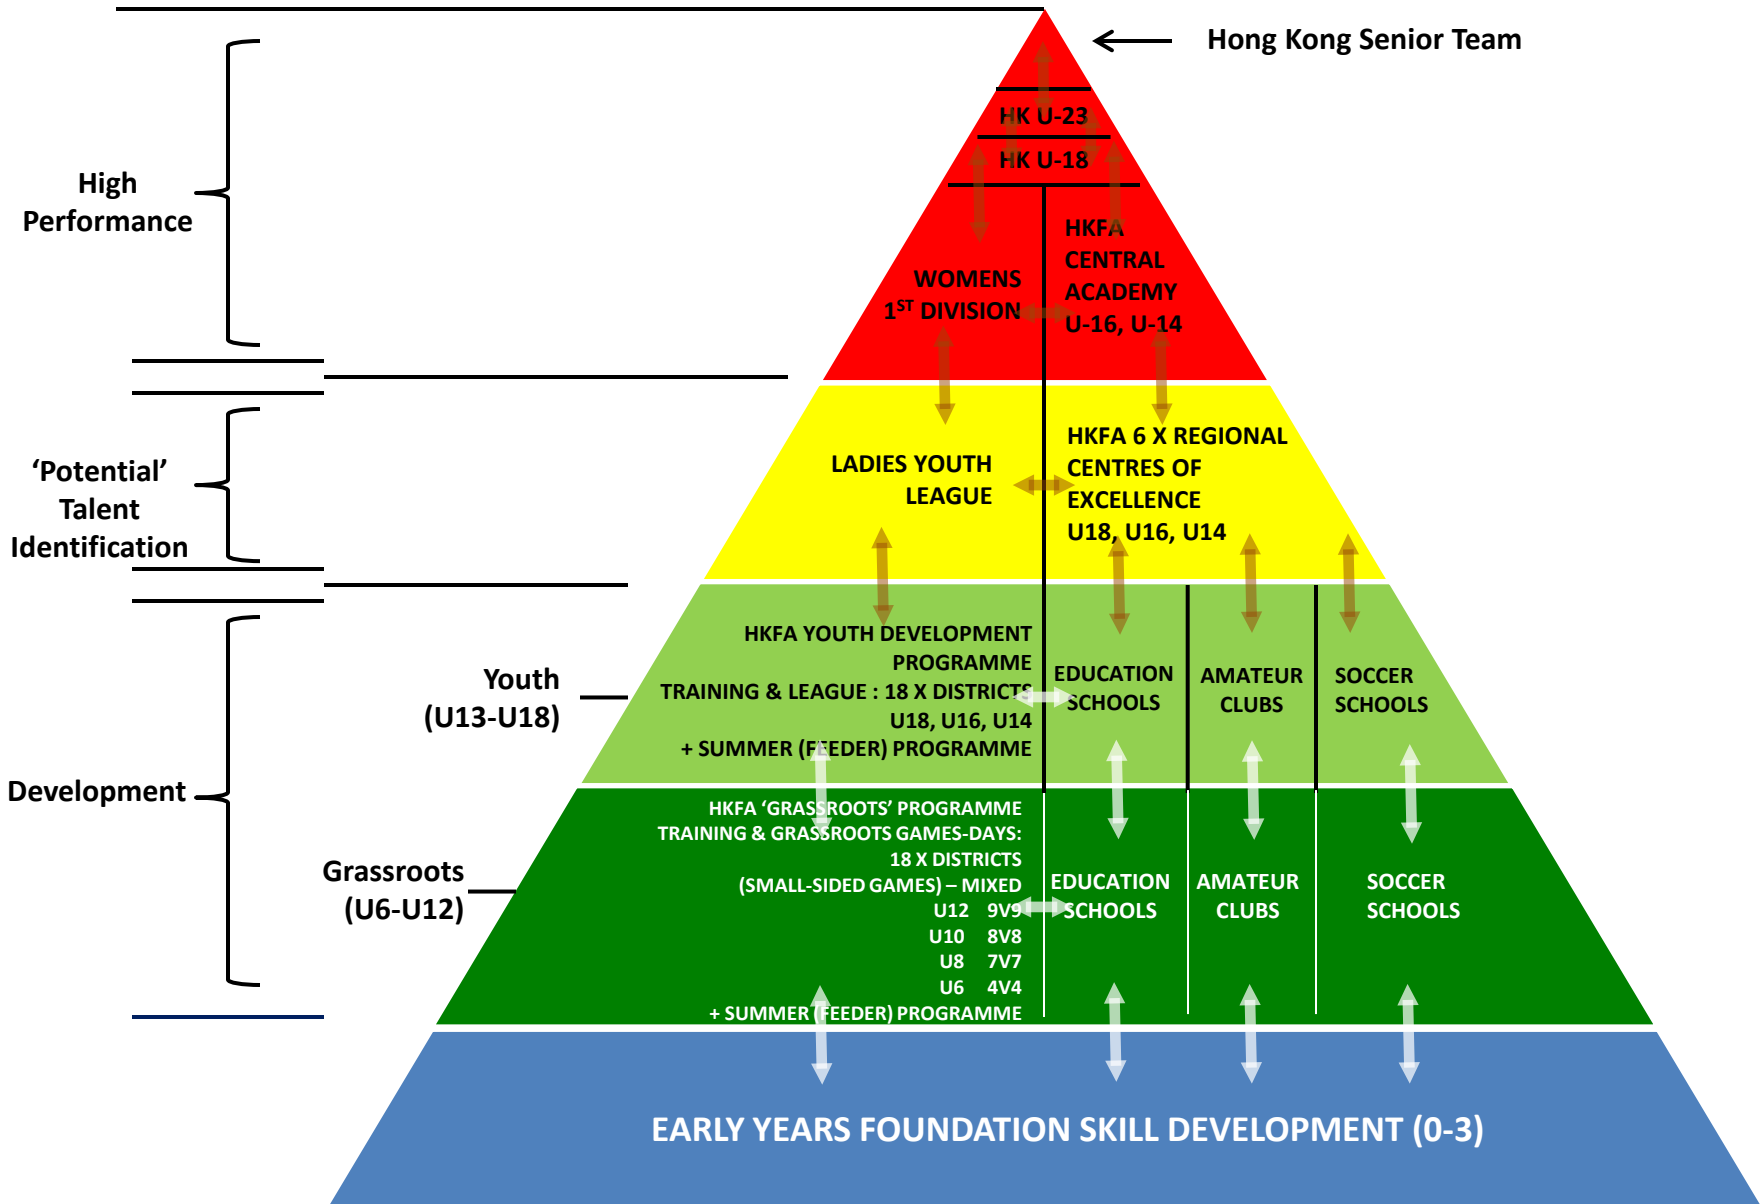 Hong Kong Senior Team
HK U-23
HK U-18
High
Performance
WOMENS
1ST DIVISION
HKFA
CENTRAL
ACADEMY
U-16, U-14
‘Potential’
Talent
Identification
LADIES YOUTH
LEAGUE
HKFA 6 X REGIONAL
CENTRES OF
EXCELLENCE
U18, U16, U14
Development
Youth
(U13-U18)
HKFA YOUTH DEVELOPMENT
PROGRAMME
TRAINING & LEAGUE : 18 X DISTRICTS
U18, U16, U14
+ SUMMER (FEEDER) PROGRAMME
EDUCATION
SCHOOLS
AMATEUR
CLUBS
SOCCER
SCHOOLS
Grassroots
(U6-U12)
HKFA ‘GRASSROOTS’ PROGRAMME
TRAINING & GRASSROOTS GAMES-DAYS:
18 X DISTRICTS
(SMALL-SIDED GAMES) – MIXED
U12 9V9
U10 8V8
U8 7V7
U6 4V4
+ SUMMER (FEEDER) PROGRAMME
EDUCATION
SCHOOLS
AMATEUR
CLUBS
SOCCER
SCHOOLS
EARLY YEARS FOUNDATION SKILL DEVELOPMENT (0-3)